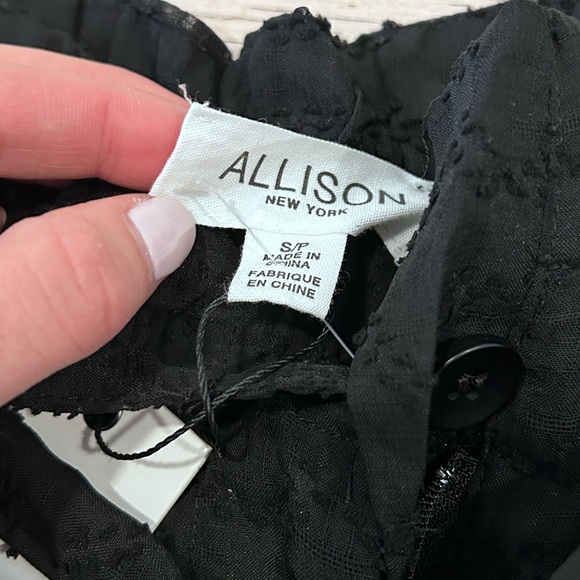 ALLISON
NEW YORK
S/P
MADE IN
CHINA
FABRIQUE
EN CHINE